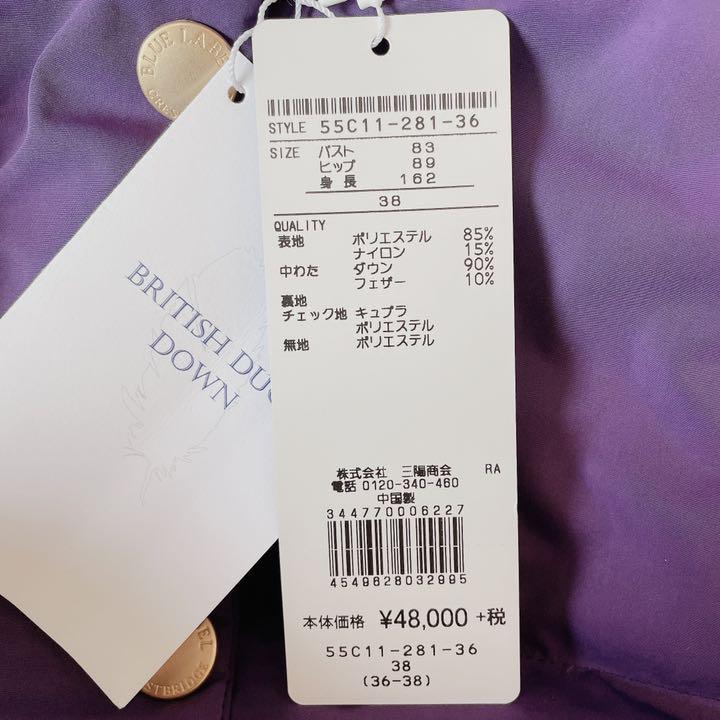 BLUE LABEL
CRES
BRITISH DU
DOWN
STYLE 55C11-281-36
SIZE バスト 83
ヒップ 89
身長 162
38
QUALITY
表地 ポリエステル 85%
ナイロン 15%
中わた ダウン 90%
フェザー 10%
裏地
チェック地 キュプラ
ポリエステル
無地 ポリエステル
株式会社 三陽商会 RA
電話 0120-340-460
中国製
344770006227
4549628032995
本体価格 ¥48,000 +税
55C11-281-36
38
(36-38)
EL
STBRIDGE